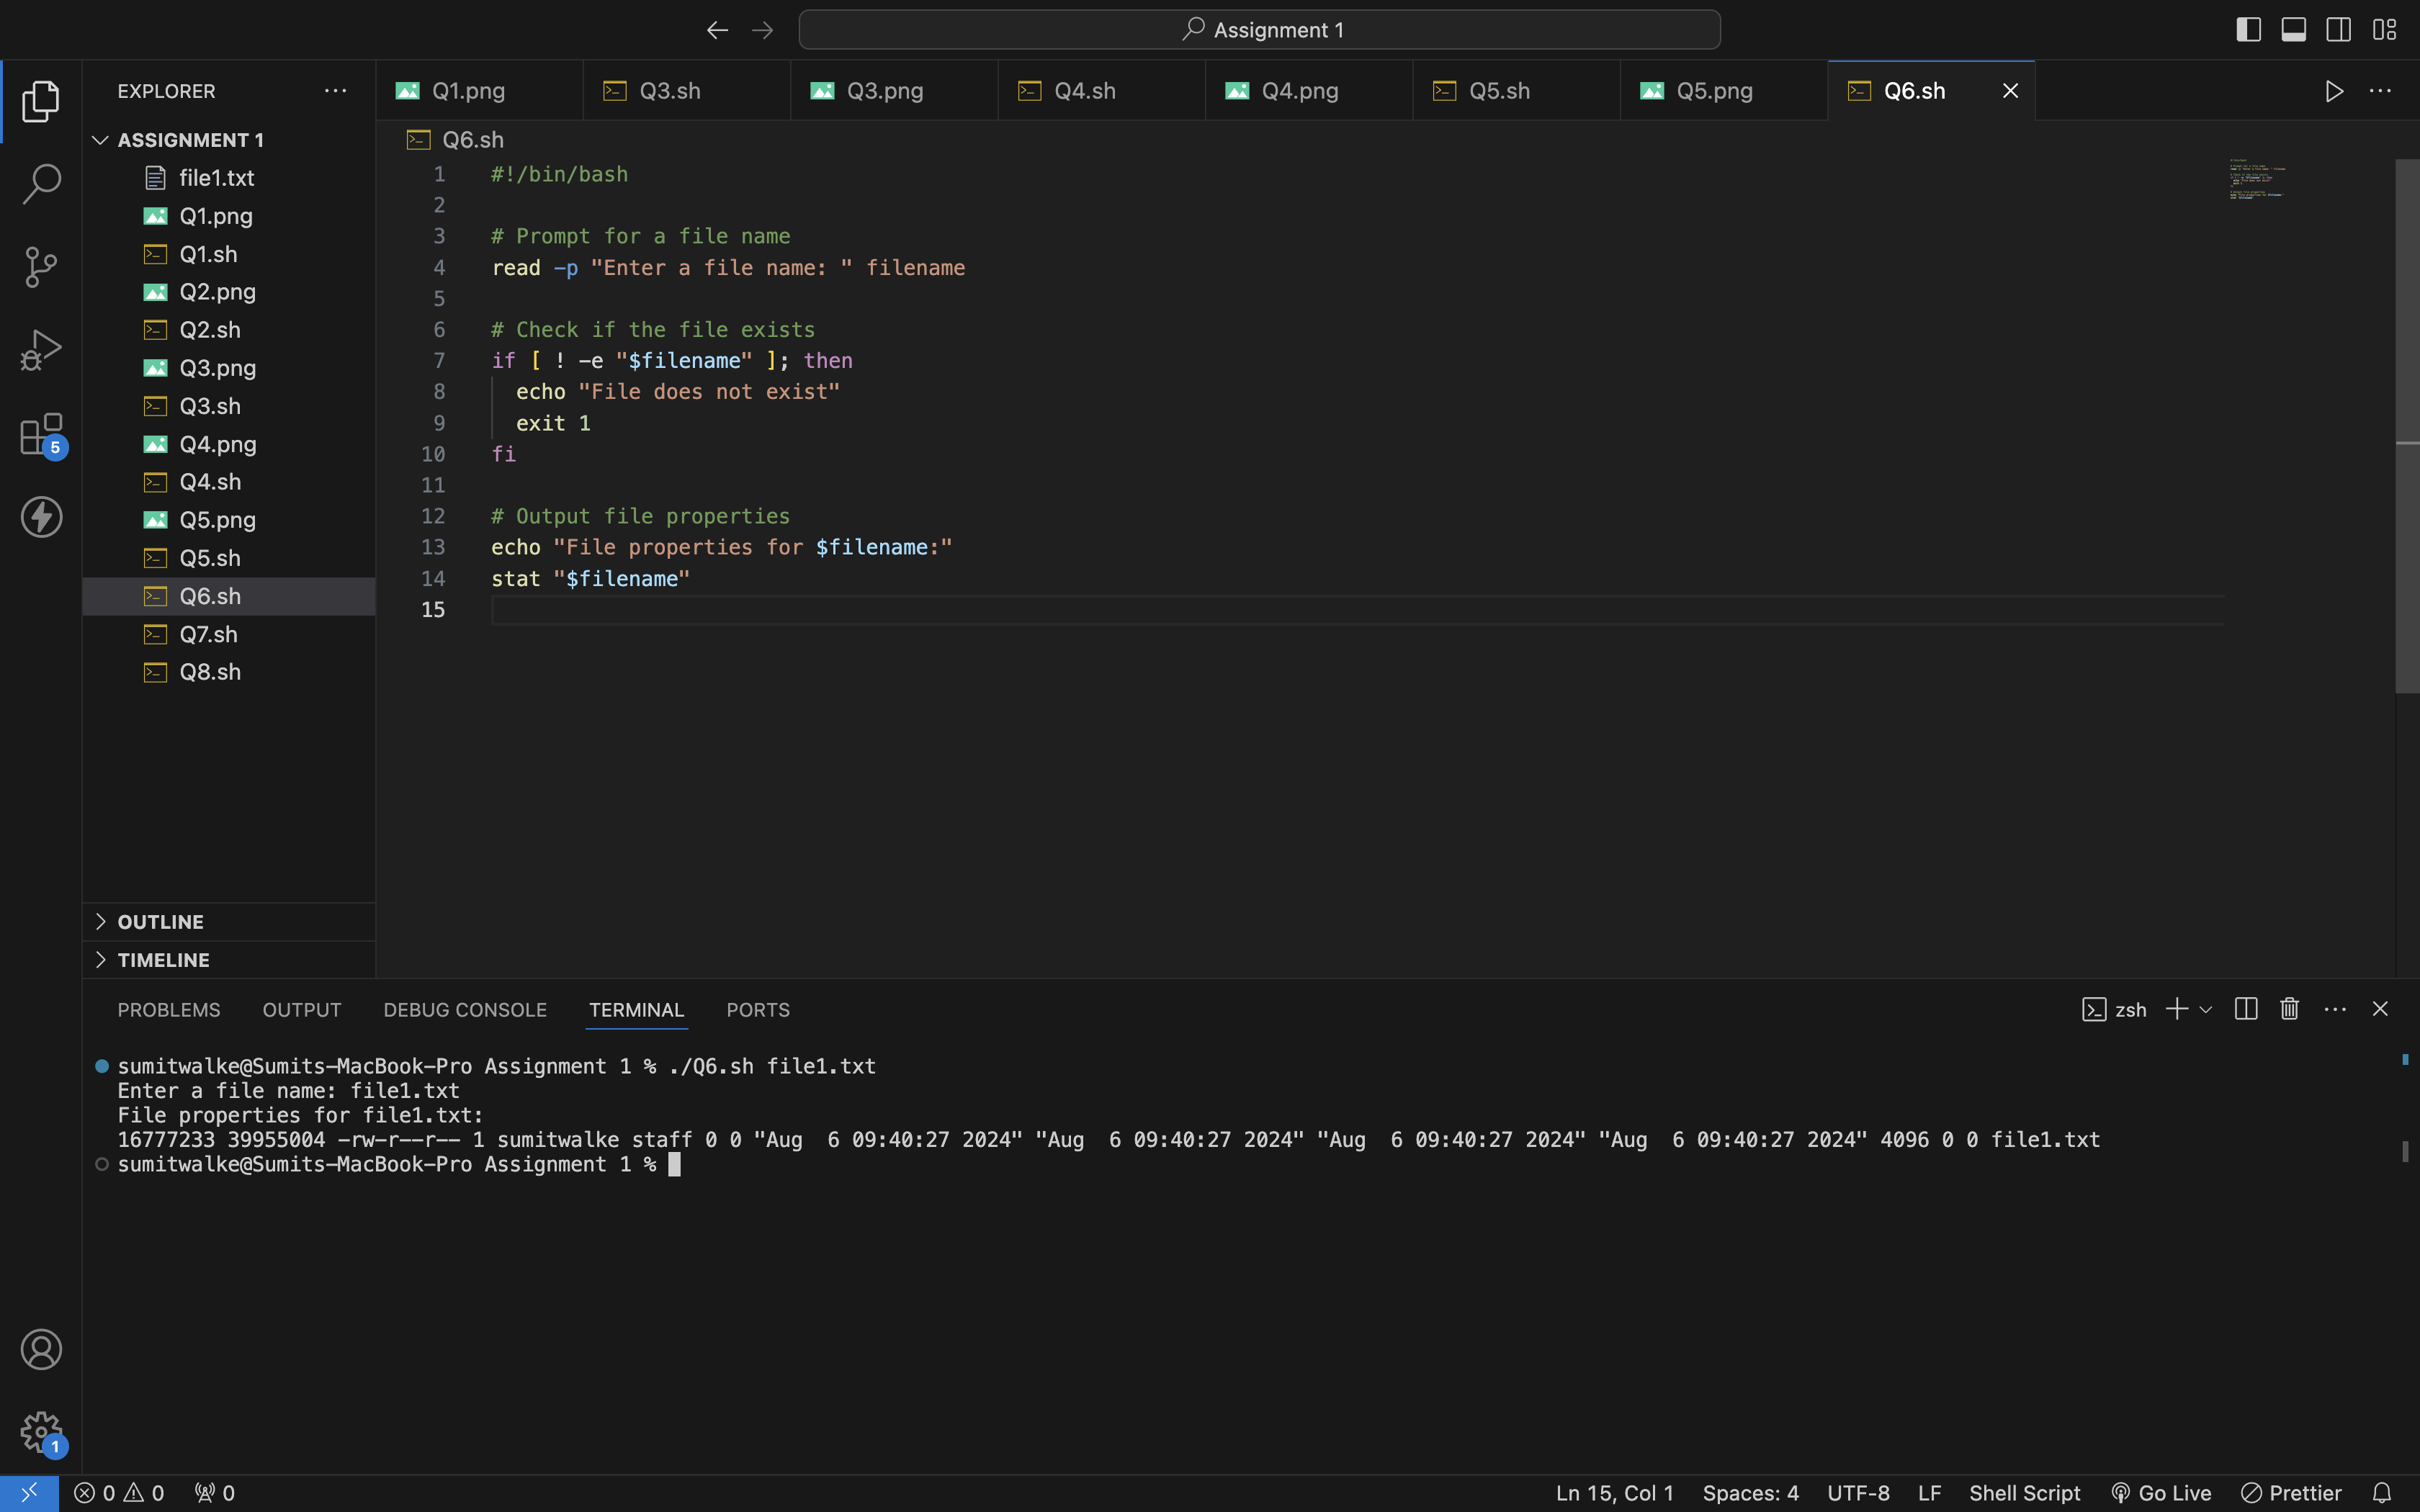 Assignment 1
EXPLORER
ASSIGNMENT 1
file1.txt
Q1.png
Q1.sh
Q2.png
Q2.sh
Q3.png
Q3.sh
Q4.png
Q4.sh
Q5.png
Q5.sh
Q6.sh
Q7.sh
Q8.sh
OUTLINE
TIMELINE
5
1
Q1.png Q3.sh Q3.png Q4.sh Q4.png Q5.sh Q5.png Q6.sh
Q6.sh
1 #!/bin/bash
2
3 # Prompt for a file name
4 read -p "Enter a file name: " filename
5
6 # Check if the file exists
7 if [ ! -e "$filename" ]; then
8 echo "File does not exist"
9 exit 1
10 fi
11
12 # Output file properties
13 echo "File properties for $filename:"
14 stat "$filename"
15
PROBLEMS OUTPUT DEBUG CONSOLE TERMINAL PORTS zsh
sumitwalke@Sumits-MacBook-Pro Assignment 1 % ./Q6.sh file1.txt
Enter a file name: file1.txt
File properties for file1.txt:
16777233 39955004 -rw-r--r-- 1 sumitwalke staff 0 0 "Aug  6 09:40:27 2024" "Aug  6 09:40:27 2024" "Aug  6 09:40:27 2024" "Aug  6 09:40:27 2024" 4096 0 0 file1.txt
sumitwalke@Sumits-MacBook-Pro Assignment 1 %
0 0 0 Ln 15, Col 1 Spaces: 4 UTF-8 LF Shell Script Go Live Prettier